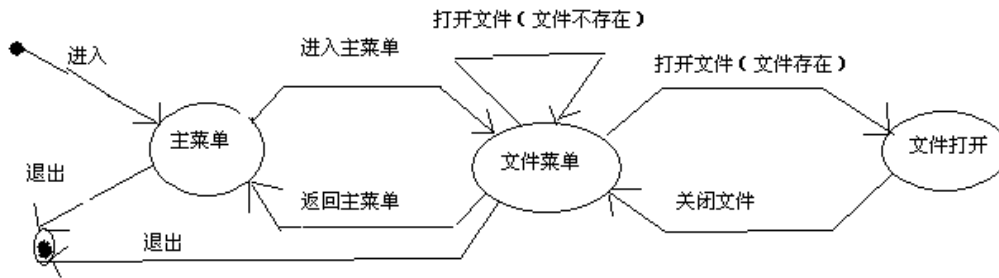 打开文件（文件不存在）
进入
进入主菜单
打开文件（文件存在）
主菜单
文件菜单
文件打开
退出
返回主菜单
关闭文件
退出